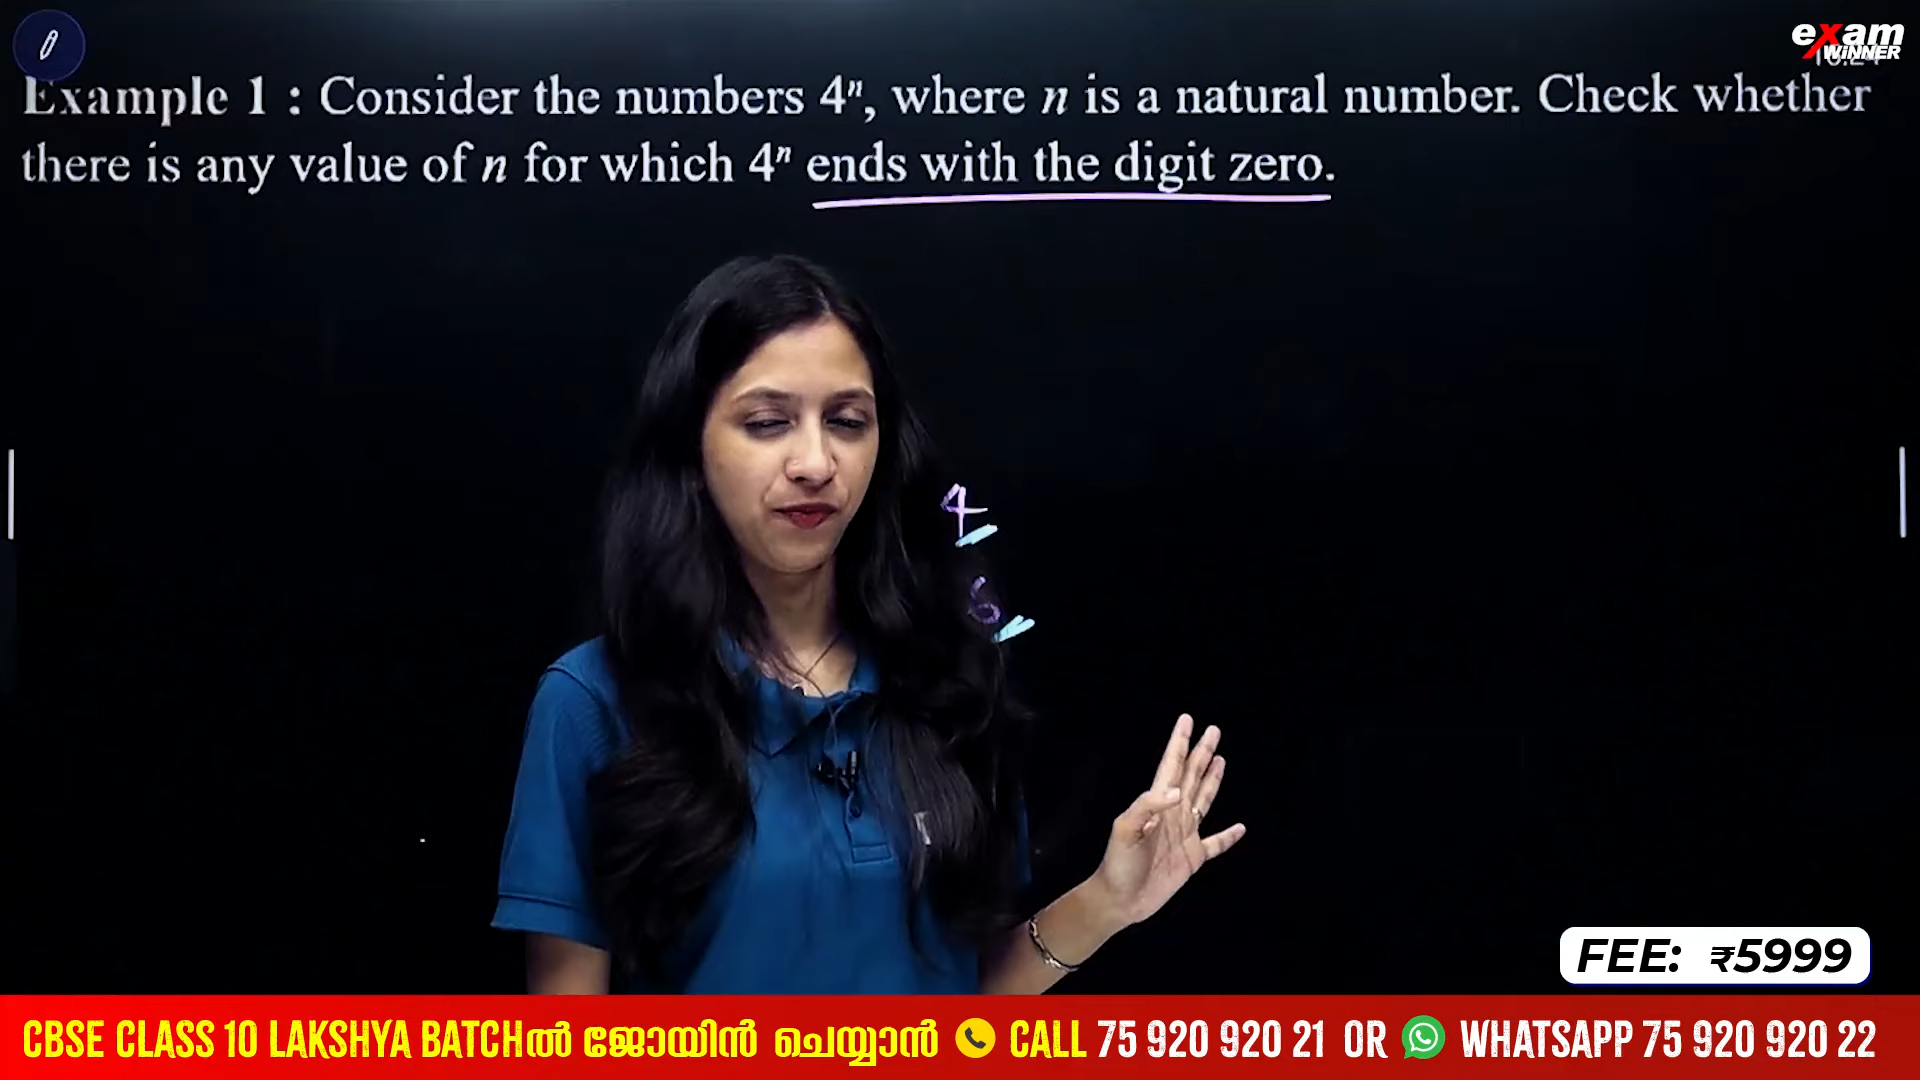 exam
WINNER
Example 1 : Consider the numbers 4ⁿ, where n is a natural number. Check whether
there is any value of n for which 4ⁿ ends with the digit zero.
4
6
FEE: ₹5999
CBSE CLASS 10 LAKSHYA BATCHൽ ജോയിൻ ചെയ്യാൻ CALL 75 920 920 21 OR WHATSAPP 75 920 920 22